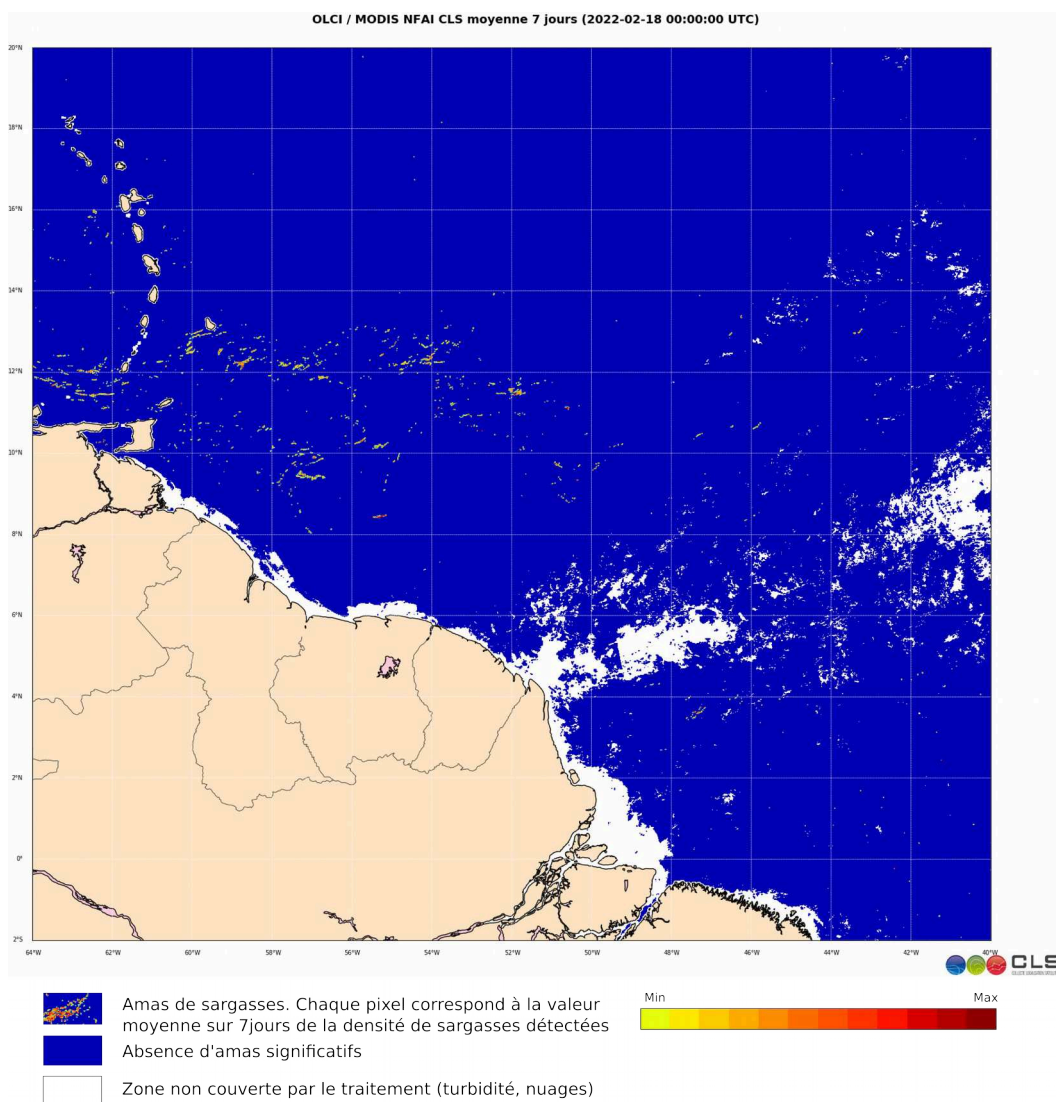 OLCI / MODIS NFAI CLS moyenne 7 jours (2022-02-18 00:00:00 UTC)
20°N
18°N
16°N
14°N
12°N
10°N
8°N
6°N
4°N
2°N
0°
2°S
64°W 62°W 60°W 58°W 56°W 54°W 52°W 50°W 48°W 46°W 44°W 42°W 40°W
CLS
Amas de sargasses. Chaque pixel correspond à la valeur
moyenne sur 7jours de la densité de sargasses détectées
Min Max
Absence d'amas significatifs
Zone non couverte par le traitement (turbidité, nuages)